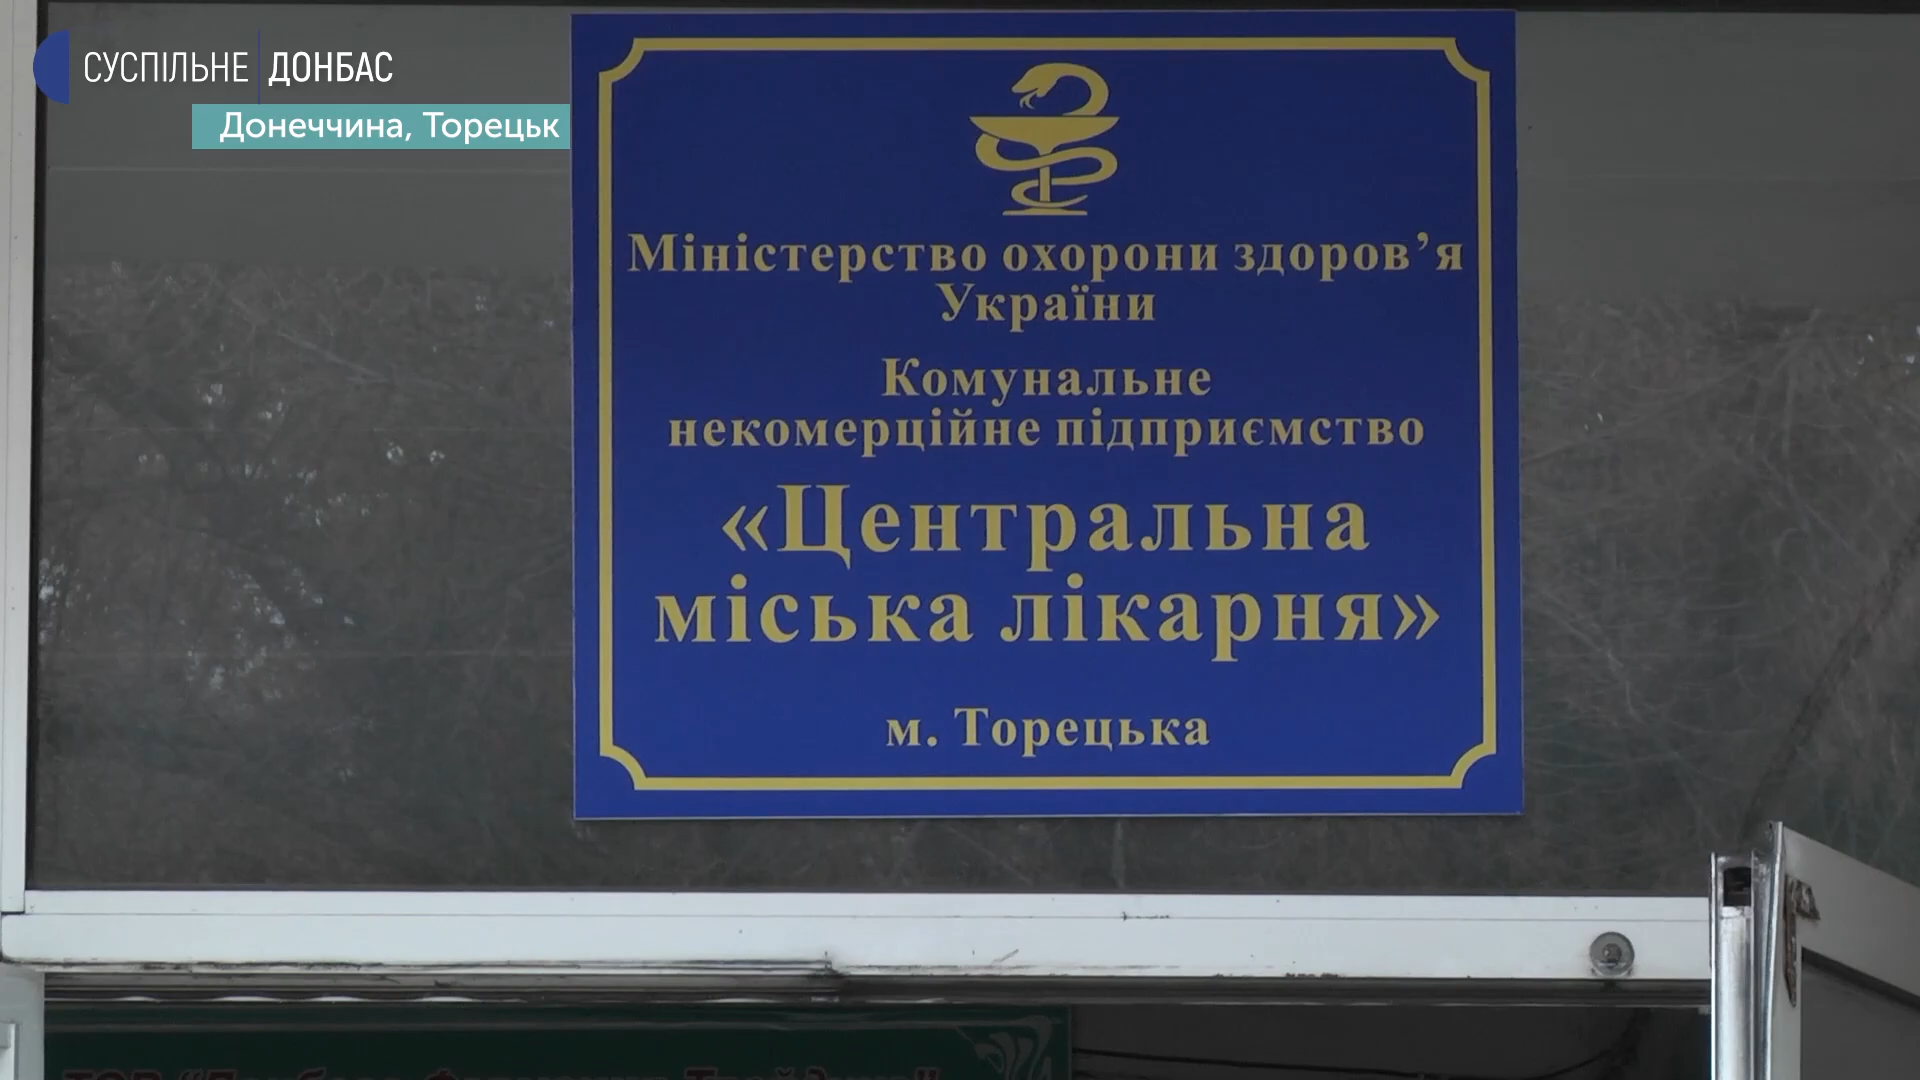 СУСПІЛЬНЕ ДОНБАС
Донеччина, Торецьк
Міністерство охорони здоров’я
України
Комунальне
некомерційне підприємство
«Центральна
міська лікарня»
м. Торецька